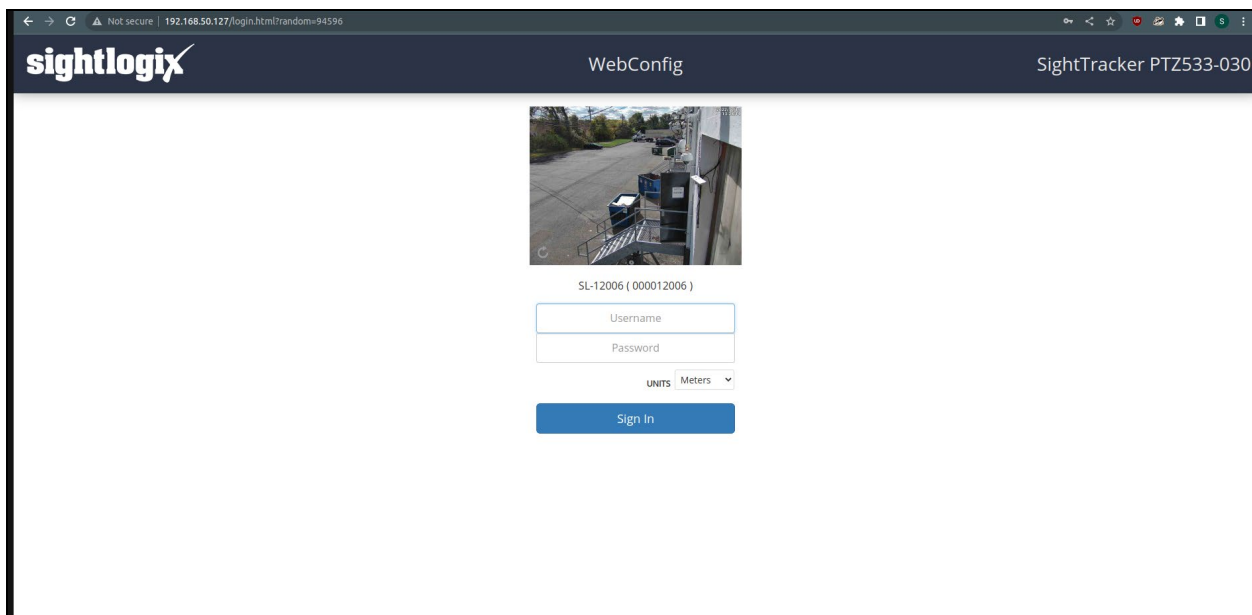 Not secure | 192.168.50.127/login.html?random=94596
sightlogix
WebConfig
SightTracker PTZ533-030
SL-12006 ( 000012006 )
Username
Password
UNITS Meters
Sign In